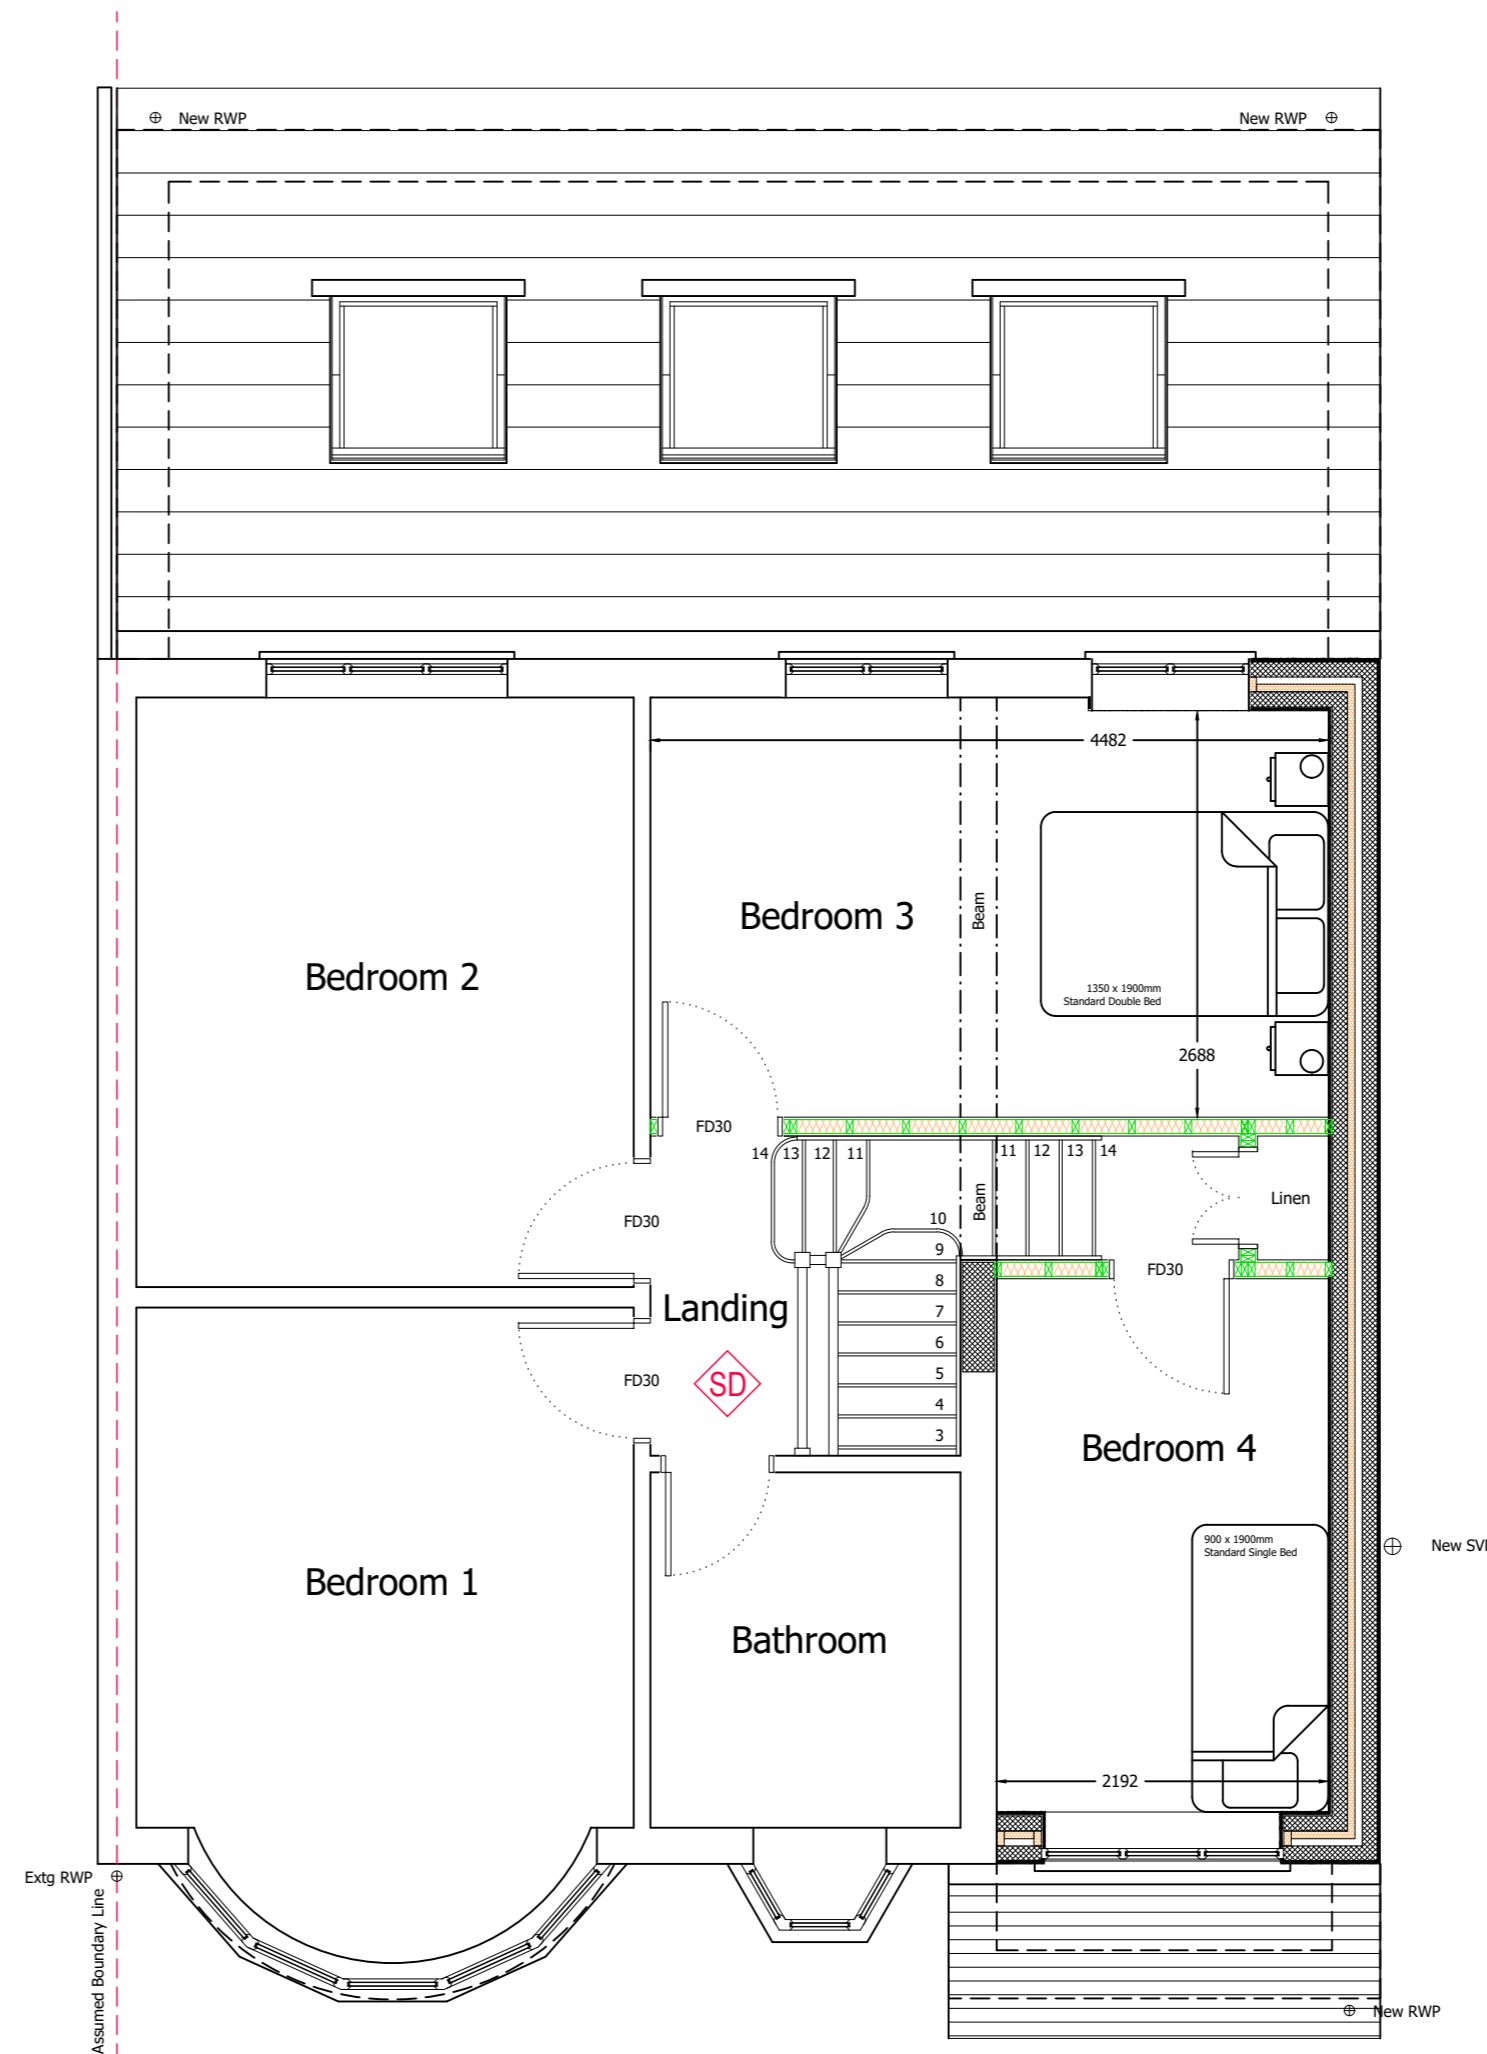 New RWP
New RWP
4482
Beam
Bedroom 3
Bedroom 2
1350 x 1900mm
Standard Double Bed
2688
FD30
14 13 12 11
11 12 13 14
Beam
Linen
FD30
10
9
FD30
8
Landing
7
6
5
FD30
SD
4
3
Bedroom 4
900 x 1900mm
Standard Single Bed
New SV
Bedroom 1
Bathroom
2192
Extg RWP
Assumed Boundary Line
New RWP